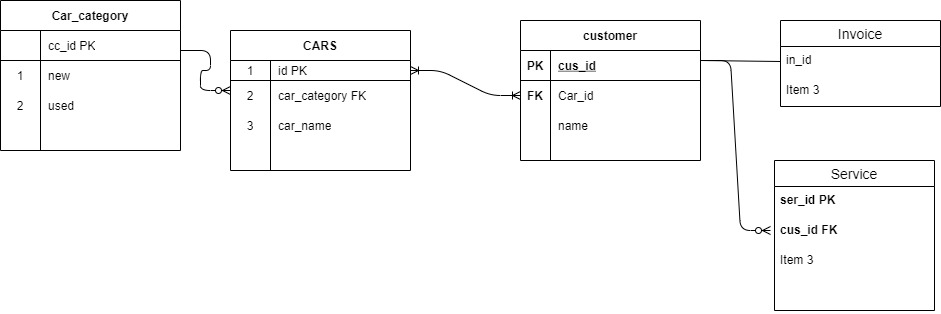 Car_category
cc_id PK
1 new
2 used
CARS
1 id PK
2 car_category FK
3 car_name
customer
PK cus_id
FK Car_id
name
Invoice
in_id
Item 3
Service
ser_id PK
cus_id FK
Item 3